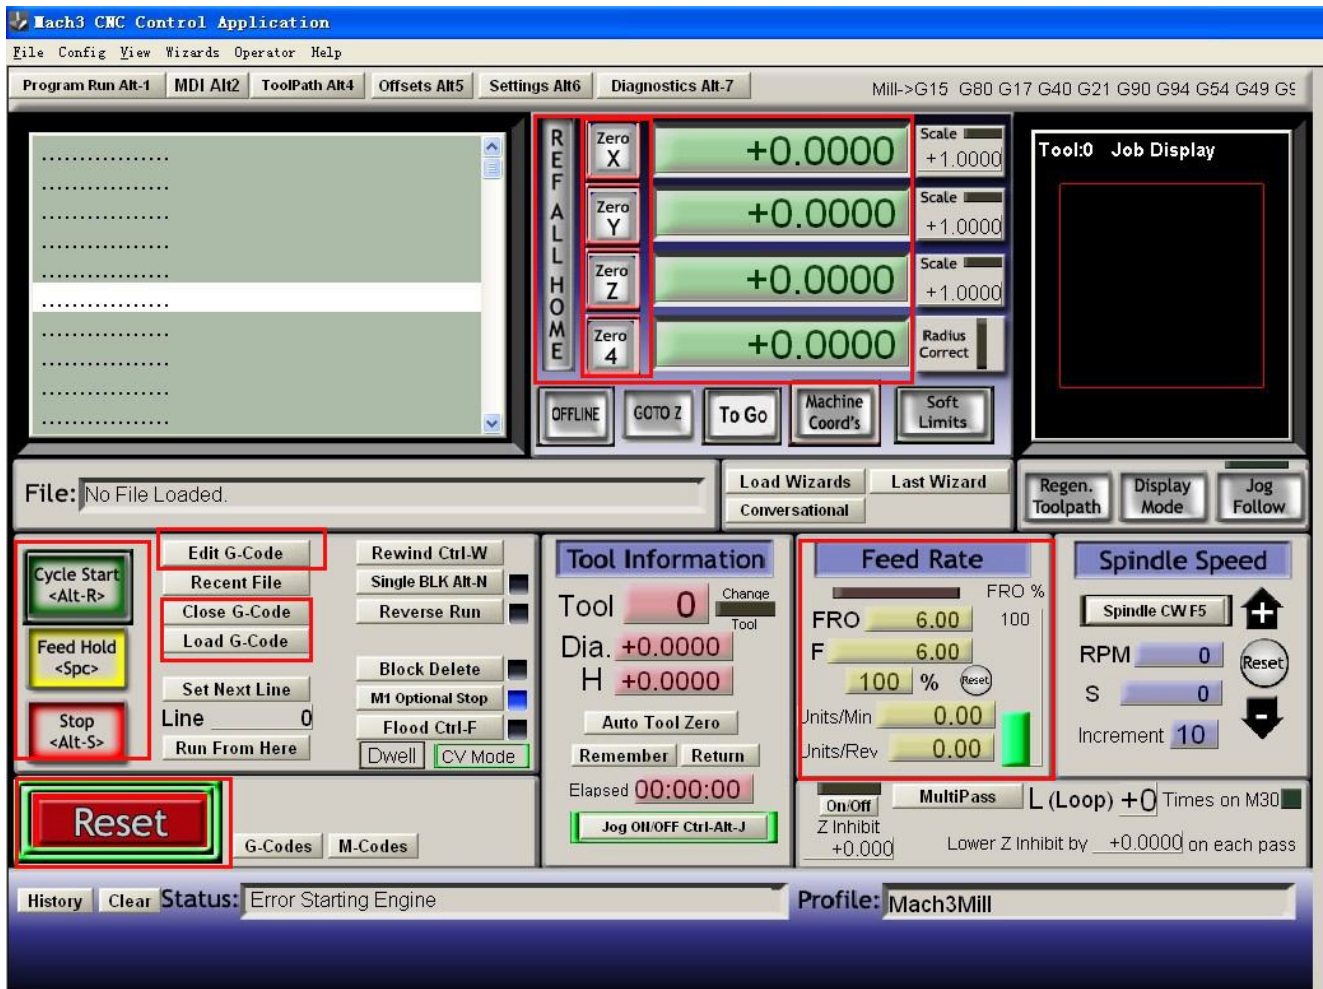 Mach3 CNC Control Application
File Config View Wizards Operator Help
Program Run Alt-1 MDI Alt2 ToolPath Alt4 Offsets Alt5 Settings Alt6 Diagnostics Alt-7 Mill->G15 G80 G17 G40 G21 G90 G94 G54 G49 G9
REF ALL HOME
Zero X +0.0000 Scale +1.0000
Zero Y +0.0000 Scale +1.0000
Zero Z +0.0000 Scale +1.0000
Zero 4 +0.0000 Radius Correct
OFFLINE GOTO Z To Go Machine Coord's Soft Limits
Tool:0 Job Display
File: No File Loaded.
Load Wizards Last Wizard
Conversational
Regen. Toolpath Display Mode Jog Follow
Cycle Start <Alt-R>
Feed Hold <Spc>
Stop <Alt-S>
Edit G-Code
Recent File
Close G-Code
Load G-Code
Set Next Line
Line 0
Run From Here
Rewind Ctrl-W
Single BLK Alt-N
Reverse Run
Block Delete
M1 Optional Stop
Flood Ctrl-F
Dwell CV Mode
Reset
G-Codes M-Codes
Tool Information
Tool 0 Change Tool
Dia. +0.0000
H +0.0000
Auto Tool Zero
Remember Return
Elapsed 00:00:00
Jog ON/OFF Ctrl-Alt-J
Feed Rate
FRO %
FRO 6.00 100
F 6.00
100 % Reset
Units/Min 0.00
Units/Rev 0.00
Spindle Speed
Spindle CW F5 +
RPM 0 Reset
S 0
Increment 10 -
On/Off MultiPass L (Loop) +0 Times on M30
Z Inhibit
+0.000 Lower Z Inhibit by +0.0000 on each pass
History Clear Status: Error Starting Engine Profile: Mach3Mill